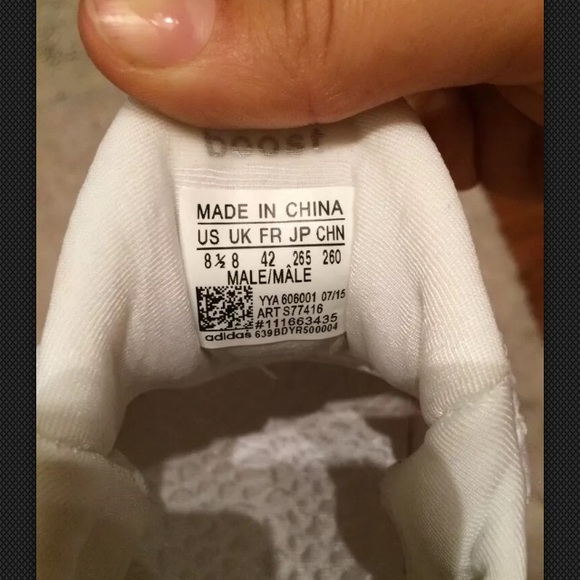 boost
MADE IN CHINA
US UK FR JP CHN
8½ 8 42 265 260
MALE/MÂLE
YYA 606001 07/15
ART S77416
#111663435
adidas 639BDYR500004